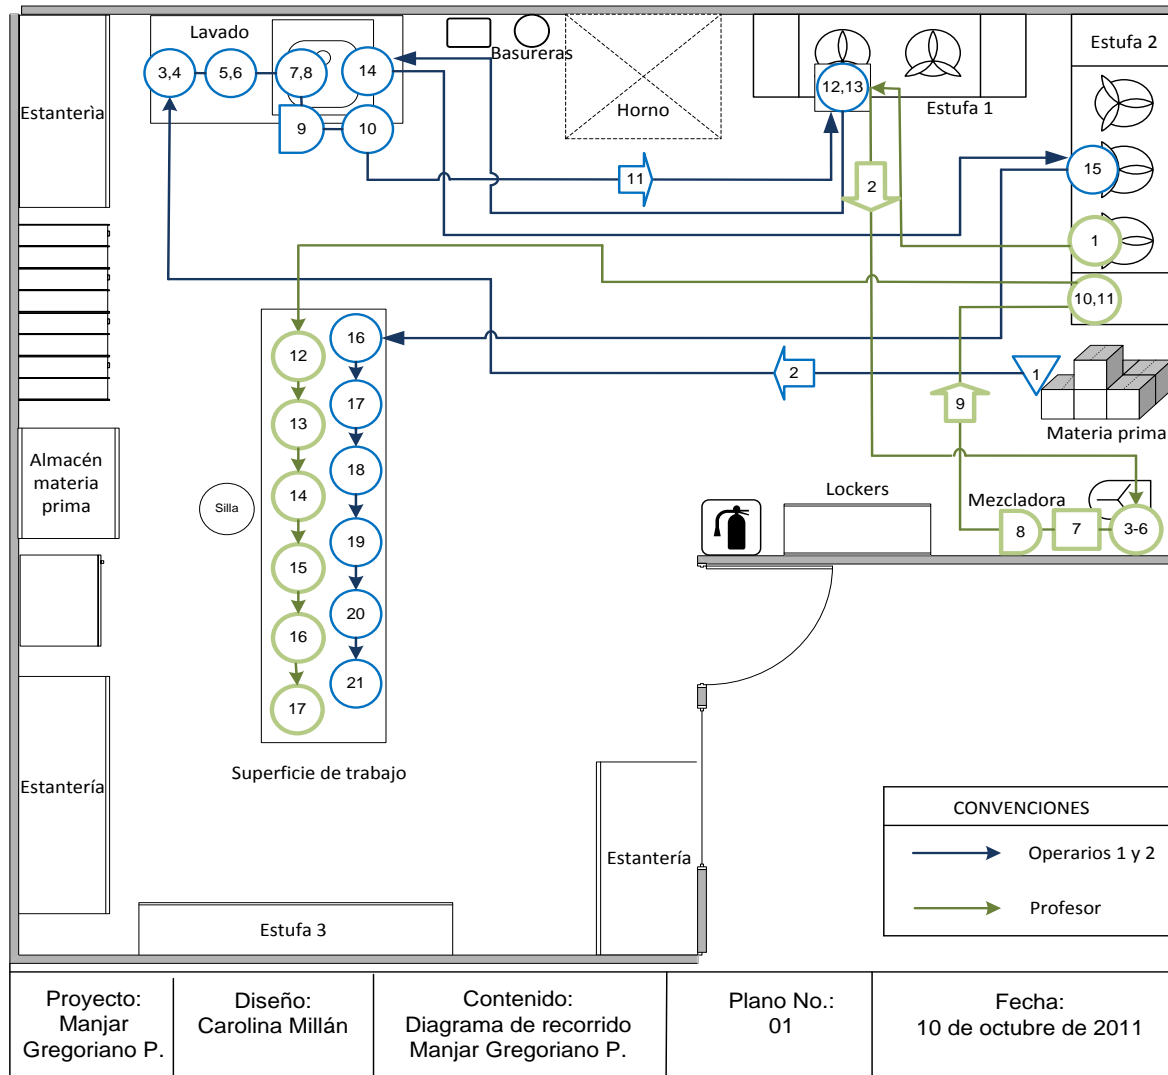 Lavado
Basureras
Estufa 2
3,4
5,6
7,8
14
12,13
Estanterìa
9
10
Horno
Estufa 1
11
2
15
1
10,11
12
16
2
1
13
17
9
Materia prima
Almacén
materia
prima
14
18
Silla
Lockers
Mezcladora
8
7
3-6
15
19
16
20
17
21
Superficie de trabajo
Estantería
CONVENCIONES
Operarios 1 y 2
Estantería
Profesor
Estufa 3
Proyecto:
Manjar
Gregoriano P.
Diseño:
Carolina Millán
Contenido:
Diagrama de recorrido
Manjar Gregoriano P.
Plano No.:
01
Fecha:
10 de octubre de 2011